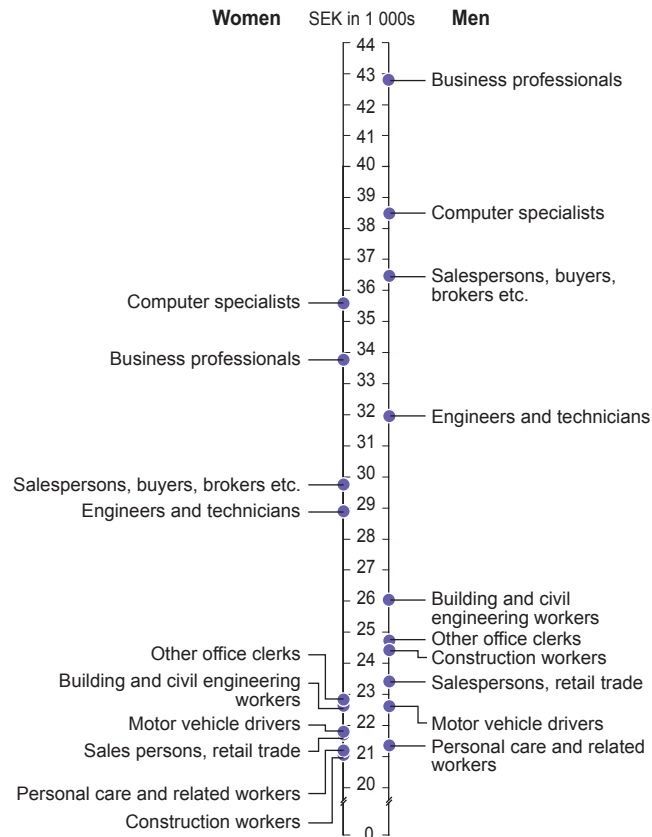 Women SEK in 1 000s Men
44
43
42
41
40
39
38
37
36
35
34
33
32
31
30
29
28
27
26
25
24
23
22
21
20
0
Computer specialists
Business professionals
Salespersons, buyers, brokers etc.
Engineers and technicians
Other office clerks
Building and civil engineering
workers
Motor vehicle drivers
Sales persons, retail trade
Personal care and related workers
Construction workers
Business professionals
Computer specialists
Salespersons, buyers,
brokers etc.
Engineers and technicians
Building and civil
engineering workers
Other office clerks
Construction workers
Salespersons, retail trade
Motor vehicle drivers
Personal care and related
workers